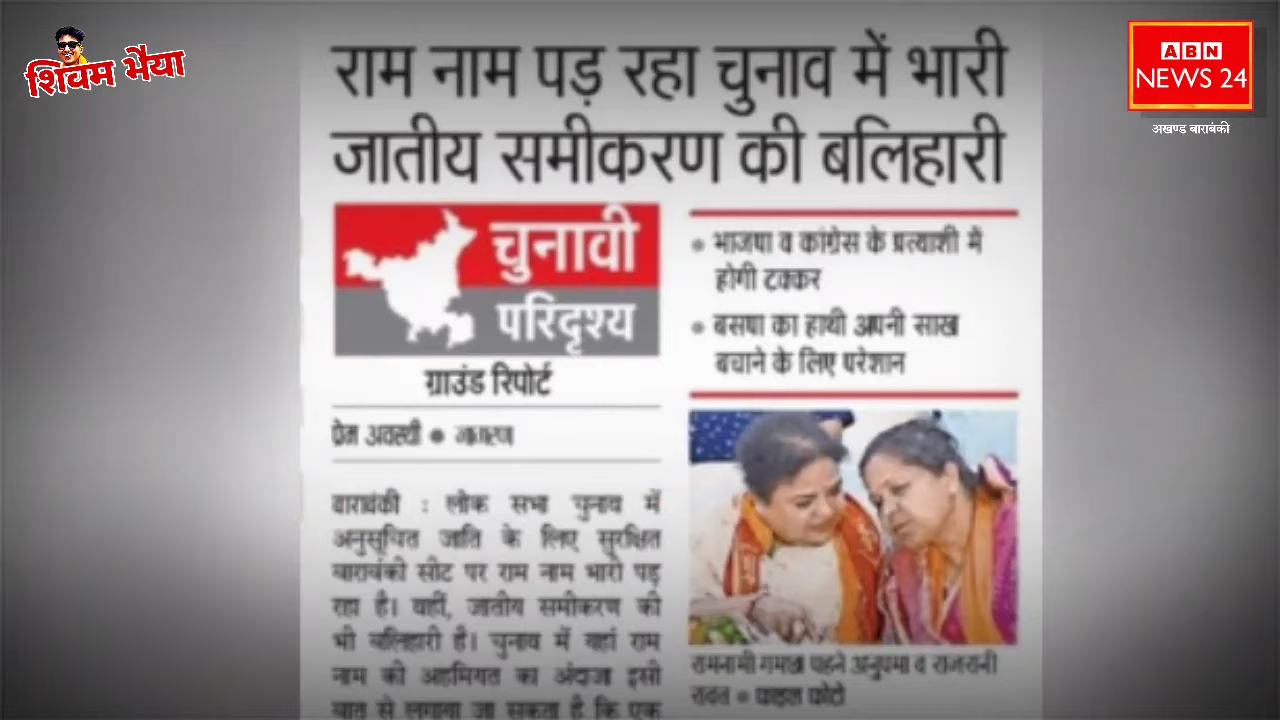 शिवम भैया
ABN
NEWS 24
अखण्ड बाराबंकी
राम नाम पड़ रहा चुनाव में भारी
जातीय समीकरण की बलिहारी
चुनावी
परिदृश्य
ग्राउंड रिपोर्ट
प्रेम अवस्थी ● जागरण
बाराबंकी : लोक सभा चुनाव में
अनुसूचित जाति के लिए सुरक्षित
बाराबंकी सीट पर राम नाम भारी पड़
रहा है। वहीं, जातीय समीकरण की
भी बलिहारी है। चुनाव में यहां राम
नाम की अहमियत का अंदाजा इसी
बात से लगाया जा सकता है कि एक
● भाजपा व कांग्रेस के प्रत्याशी में
होगी टक्कर
● बसपा का हाथी अपनी साख
बचाने के लिए परेशान
रामनामी गमछा पहने अनुपमा व राजरानी
रावत ● फाइल फोटो